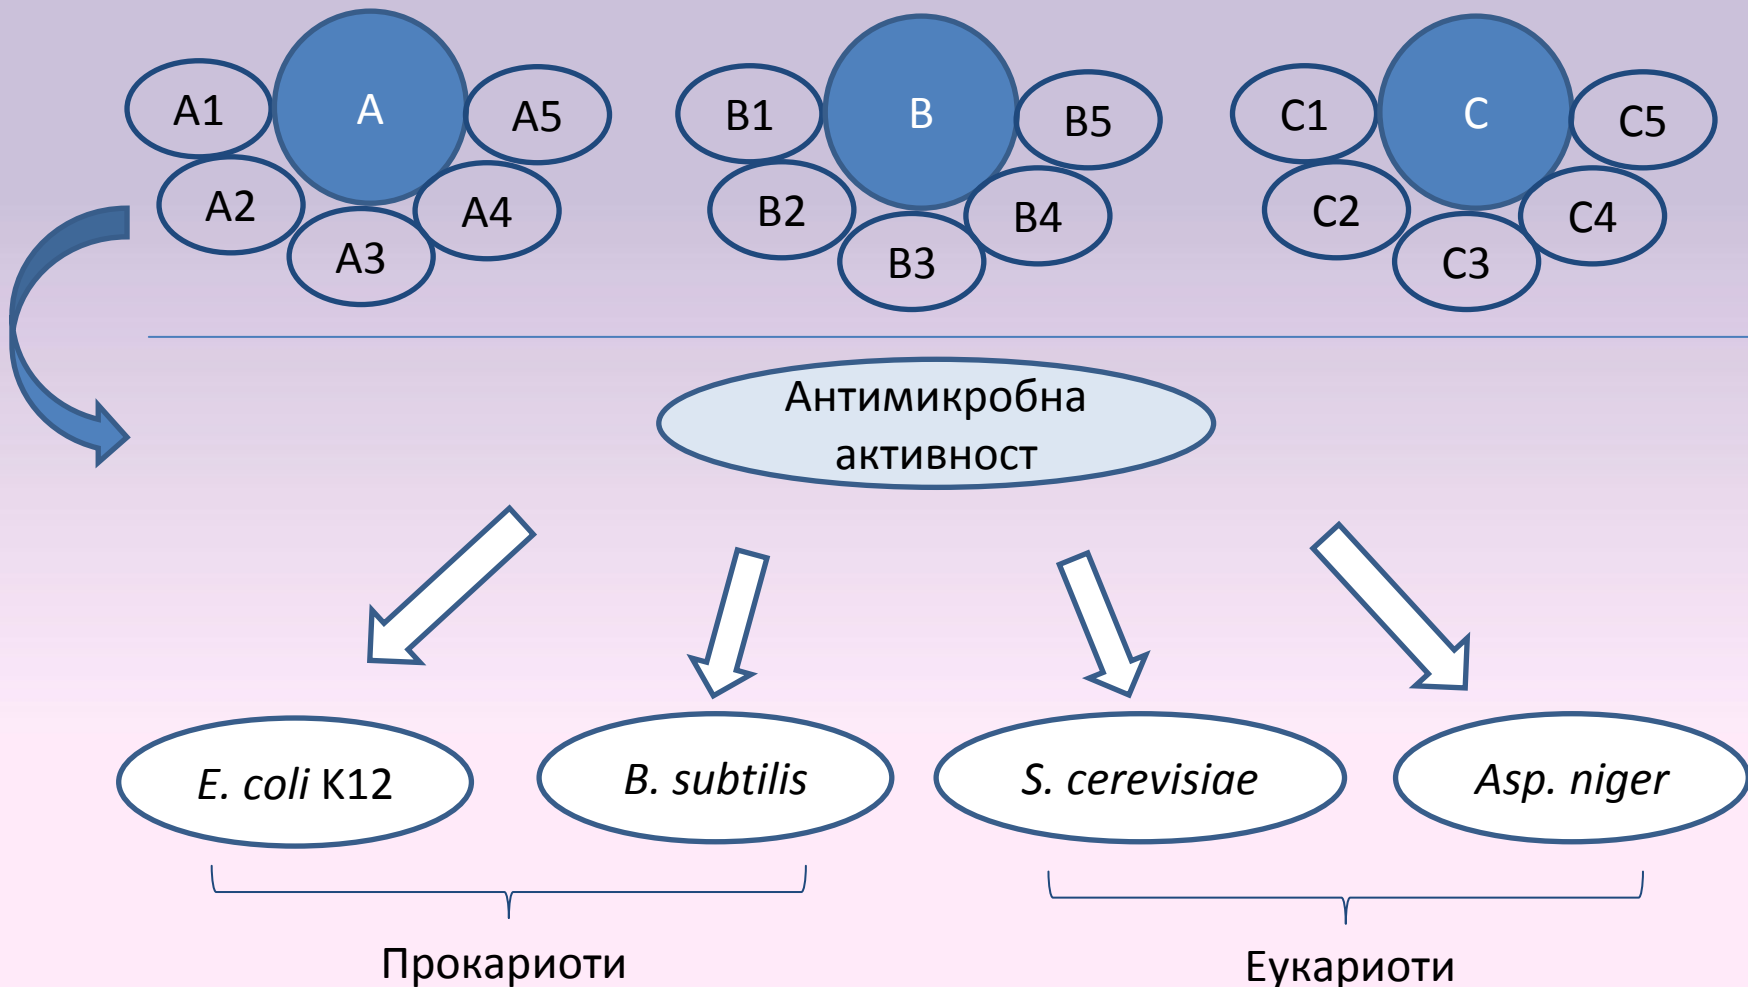 A
A1
A2
A3
A4
A5
B
B1
B2
B3
B4
B5
C
C1
C2
C3
C4
C5
Антимикробна
активност
E. coli K12
B. subtilis
S. cerevisiae
Asp. niger
Прокариоти
Еукариоти